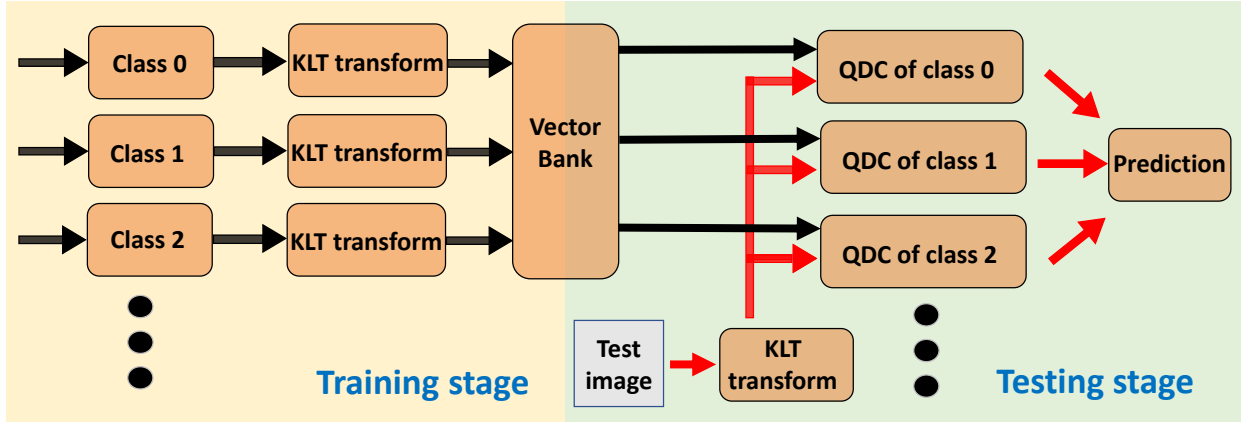 Class 0
KLT transform
Class 1
KLT transform
Class 2
KLT transform
Vector
Bank
QDC of class 0
QDC of class 1
QDC of class 2
Prediction
Test
image
KLT
transform
Training stage
Testing stage